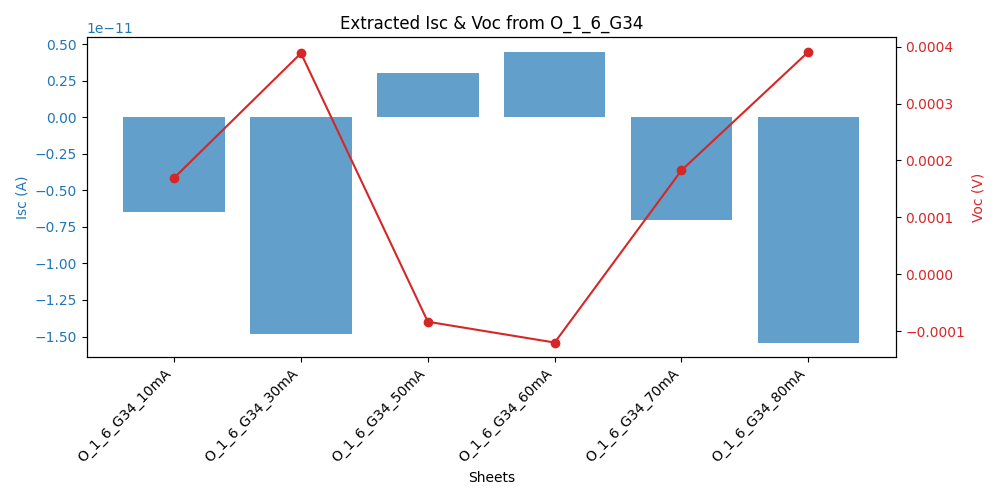 Extracted Isc & Voc from O_1_6_G34
1e−11
0.50
0.25
0.00
−0.25
−0.50
−0.75
−1.00
−1.25
−1.50
Isc (A)
0.0004
0.0003
0.0002
0.0001
0.0000
−0.0001
Voc (V)
O_1_6_G34_10mA
O_1_6_G34_30mA
O_1_6_G34_50mA
O_1_6_G34_60mA
O_1_6_G34_70mA
O_1_6_G34_80mA
Sheets